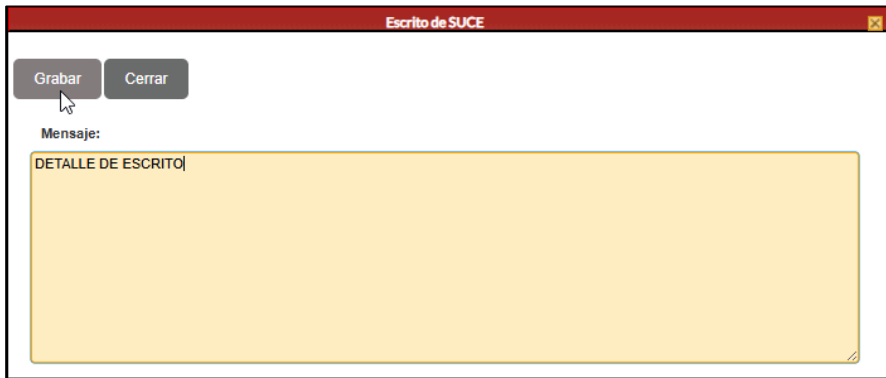 Escrito de SUCE
Grabar Cerrar
Mensaje:
DETALLE DE ESCRITO